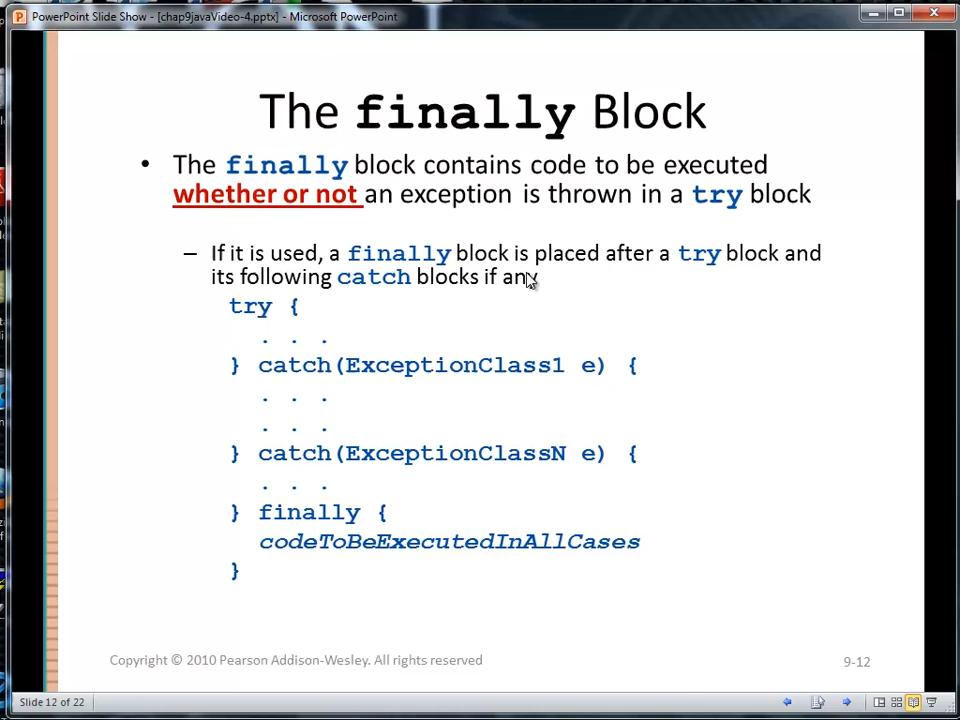 PowerPoint Slide Show - [chap9javaVideo-4.pptx] - Microsoft PowerPoint
The finally Block
• The finally block contains code to be executed
whether or not an exception is thrown in a try block
– If it is used, a finally block is placed after a try block and
its following catch blocks if any
try {
. . .
} catch(ExceptionClass1 e) {
. . .
. . .
} catch(ExceptionClassN e) {
. . .
} finally {
codeToBeExecutedInAllCases
}
Copyright © 2010 Pearson Addison-Wesley. All rights reserved
9-12
Slide 12 of 22